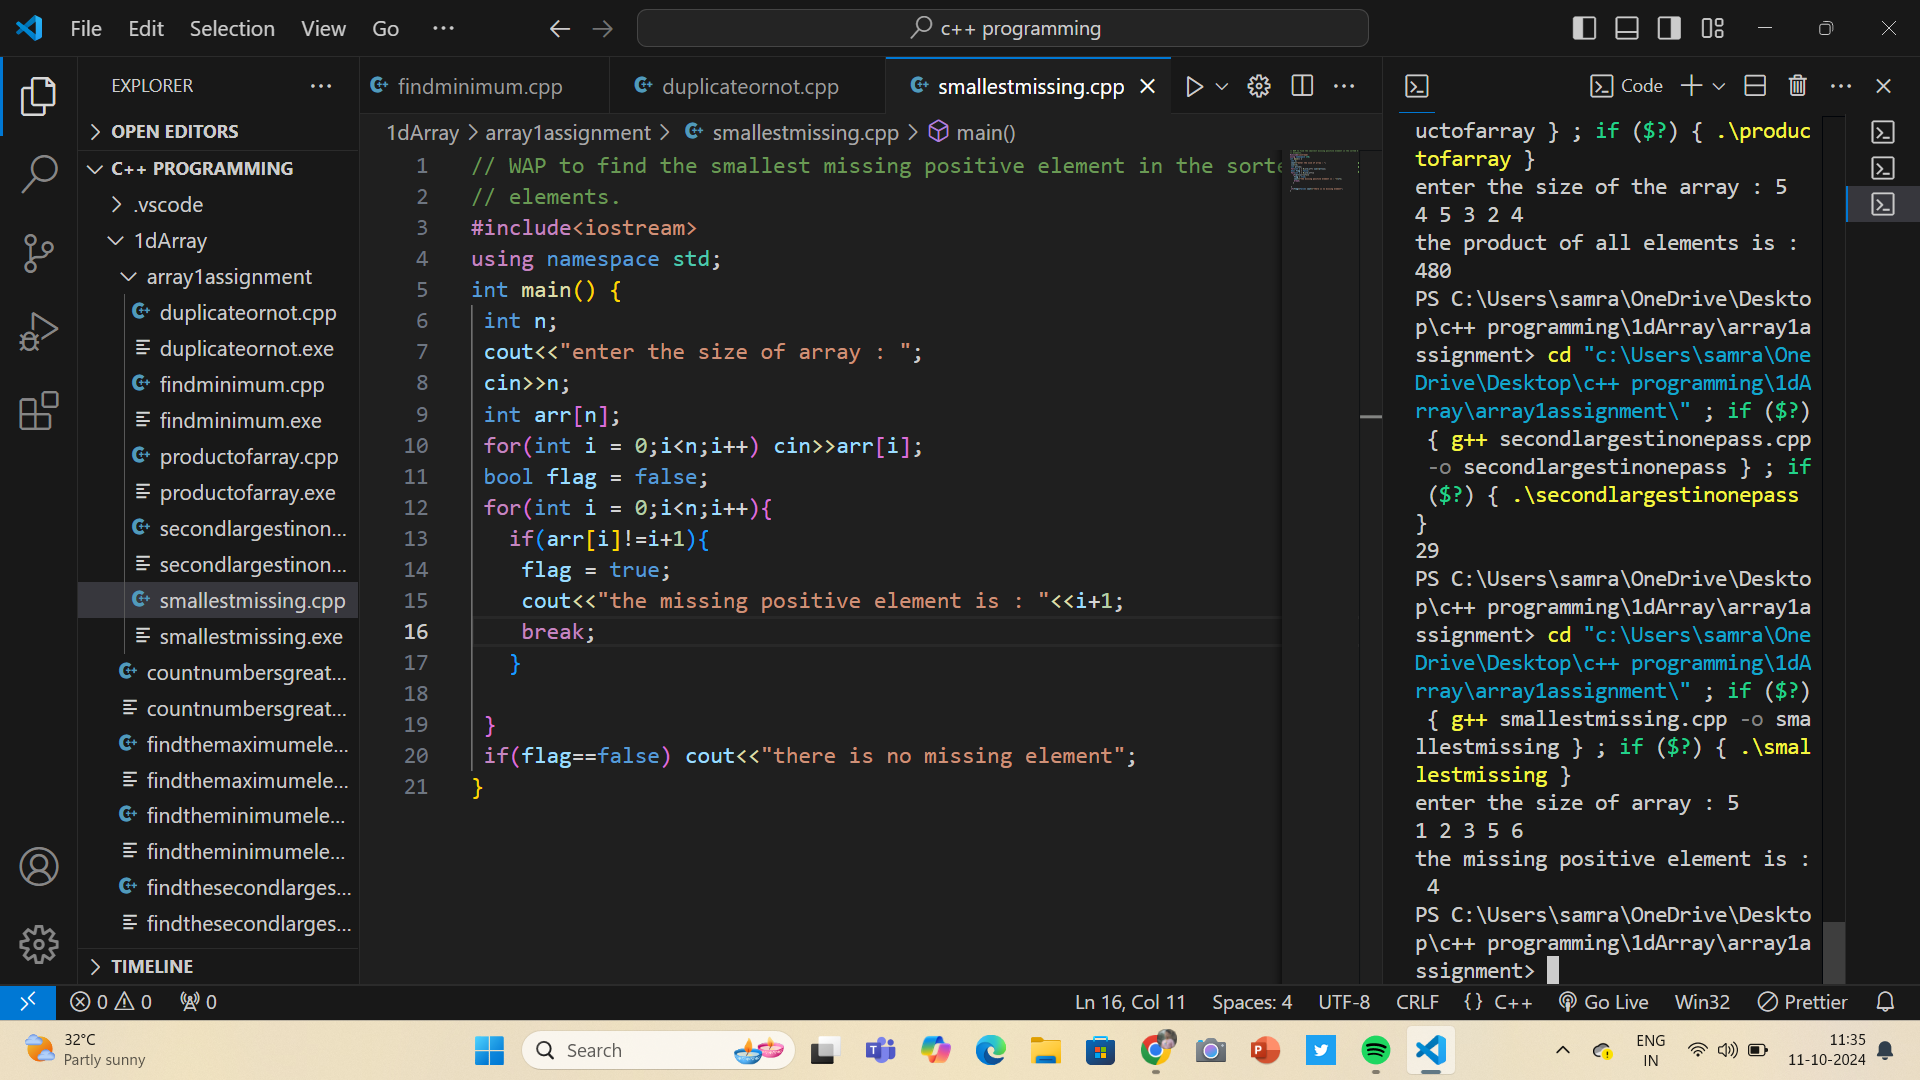 File Edit Selection View Go ···
c++ programming
EXPLORER ···
OPEN EDITORS
C++ PROGRAMMING
.vscode
1dArray
array1assignment
duplicateornot.cpp
duplicateornot.exe
findminimum.cpp
findminimum.exe
productofarray.cpp
productofarray.exe
secondlargestinon...
secondlargestinon...
smallestmissing.cpp
smallestmissing.exe
countnumbersgreat...
countnumbersgreat...
findthemaximumele...
findthemaximumele...
findtheminimumele...
findtheminimumele...
findthesecondlarges...
findthesecondlarges...
TIMELINE
findminimum.cpp duplicateornot.cpp smallestmissing.cpp
1dArray > array1assignment > smallestmissing.cpp > main()
1 // WAP to find the smallest missing positive element in the sorte
2 // elements.
3 #include<iostream>
4 using namespace std;
5 int main() {
6 int n;
7 cout<<"enter the size of array : ";
8 cin>>n;
9 int arr[n];
10 for(int i = 0;i<n;i++) cin>>arr[i];
11 bool flag = false;
12 for(int i = 0;i<n;i++){
13 if(arr[i]!=i+1){
14 flag = true;
15 cout<<"the missing positive element is : "<<i+1;
16 break;
17 }
18
19 }
20 if(flag==false) cout<<"there is no missing element";
21 }
Code
uctofarray } ; if ($?) { .\produc
tofarray }
enter the size of the array : 5
4 5 3 2 4
the product of all elements is :
480
PS C:\Users\samra\OneDrive\Deskto
p\c++ programming\1dArray\array1a
ssignment> cd "c:\Users\samra\One
Drive\Desktop\c++ programming\1dA
rray\array1assignment\" ; if ($?)
{ g++ secondlargestinonepass.cpp
-o secondlargestinonepass } ; if
($?) { .\secondlargestinonepass
}
29
PS C:\Users\samra\OneDrive\Deskto
p\c++ programming\1dArray\array1a
ssignment> cd "c:\Users\samra\One
Drive\Desktop\c++ programming\1dA
rray\array1assignment\" ; if ($?)
{ g++ smallestmissing.cpp -o sma
llestmissing } ; if ($?) { .\smal
lestmissing }
enter the size of array : 5
1 2 3 5 6
the missing positive element is :
4
PS C:\Users\samra\OneDrive\Deskto
p\c++ programming\1dArray\array1a
ssignment>
0 0 0 Ln 16, Col 11 Spaces: 4 UTF-8 CRLF {} C++ Go Live Win32 Prettier
32°C
Partly sunny
Search
ENG
IN
11:35
11-10-2024